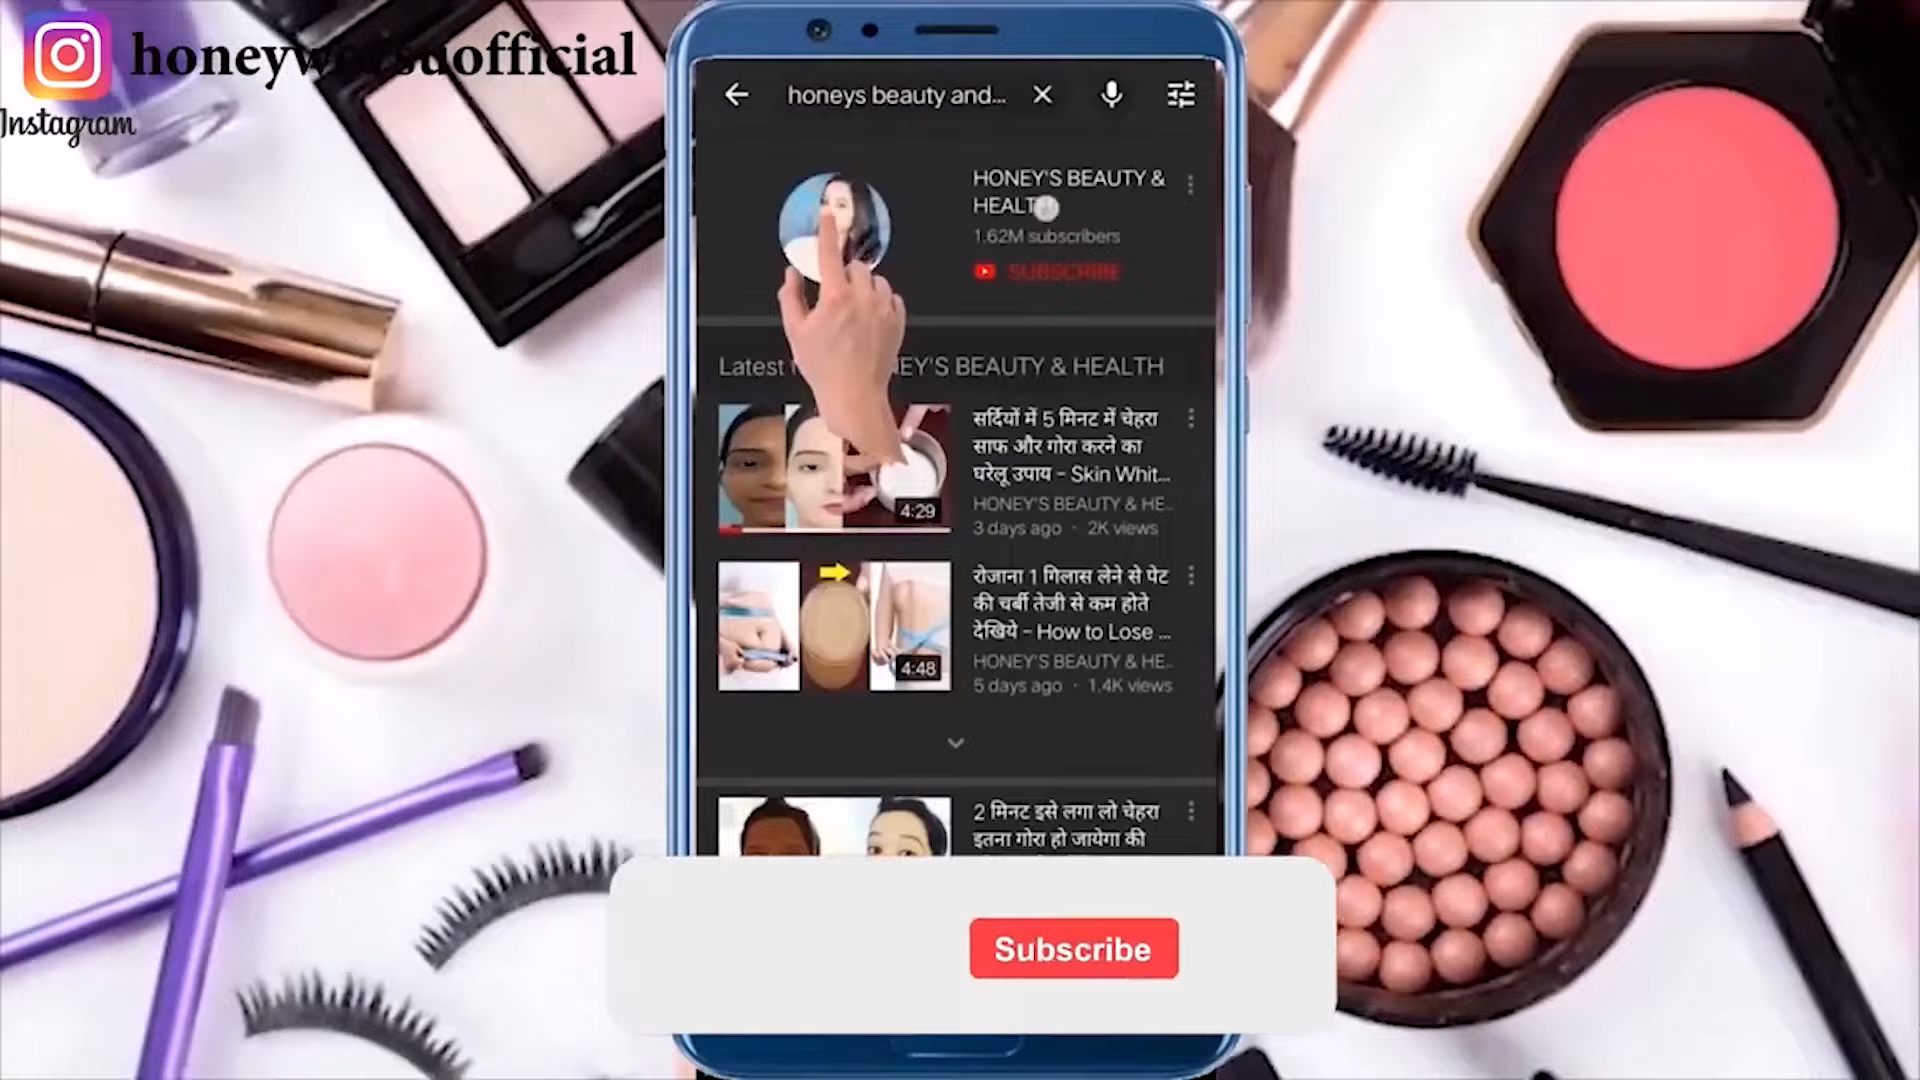 Instagram
honeys beauty and...
HONEY'S BEAUTY &
HEALTH
1.62M subscribers
SUBSCRIBE
Latest EY'S BEAUTY & HEALTH
सर्दियों में 5 मिनट में चेहरा
साफ और गोरा करने का
घरेलू उपाय - Skin Whit...
HONEY'S BEAUTY & HE...
3 days ago · 2K views
4:29
रोजाना 1 गिलास लेने से पेट
की चर्बी तेजी से कम होते
देखिये - How to Lose ...
HONEY'S BEAUTY & HE...
5 days ago · 1.4K views
4:48
2 मिनट इसे लगा लो चेहरा
इतना गोरा हो जायेगा की
Subscribe